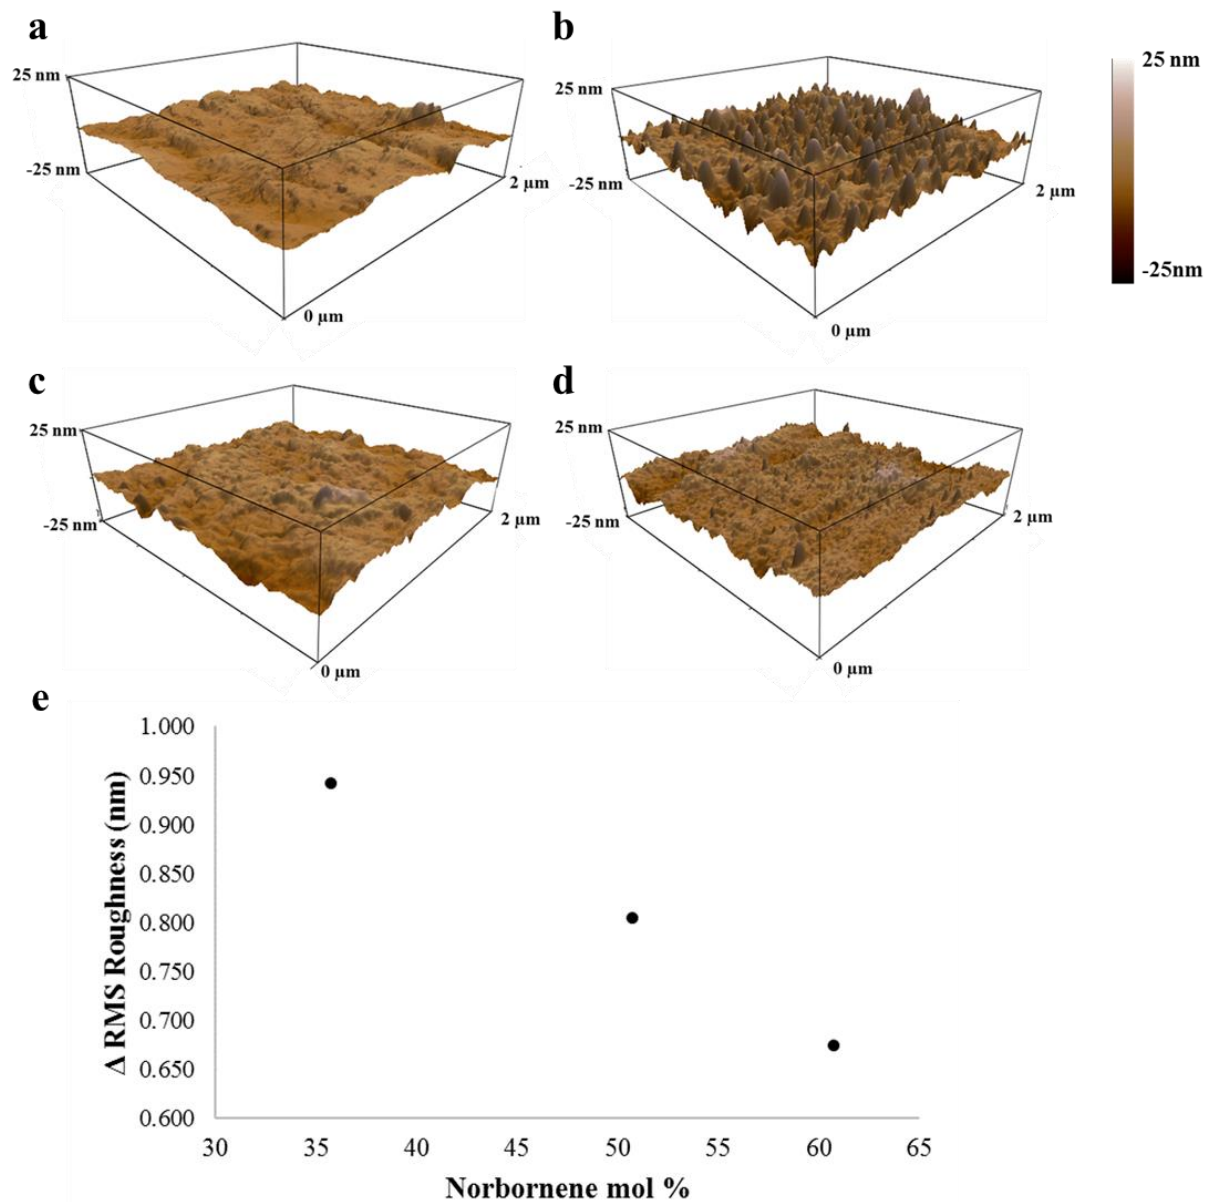 a
25 nm
-25 nm
2 µm
0 µm
b
25 nm
-25 nm
2 µm
0 µm
25 nm
-25nm
c
25 nm
-25 nm
2 µm
0 µm
d
25 nm
-25 nm
2 µm
0 µm
e
Δ RMS Roughness (nm)
1.000
0.950
0.900
0.850
0.800
0.750
0.700
0.650
0.600
30 35 40 45 50 55 60 65
Norbornene mol %